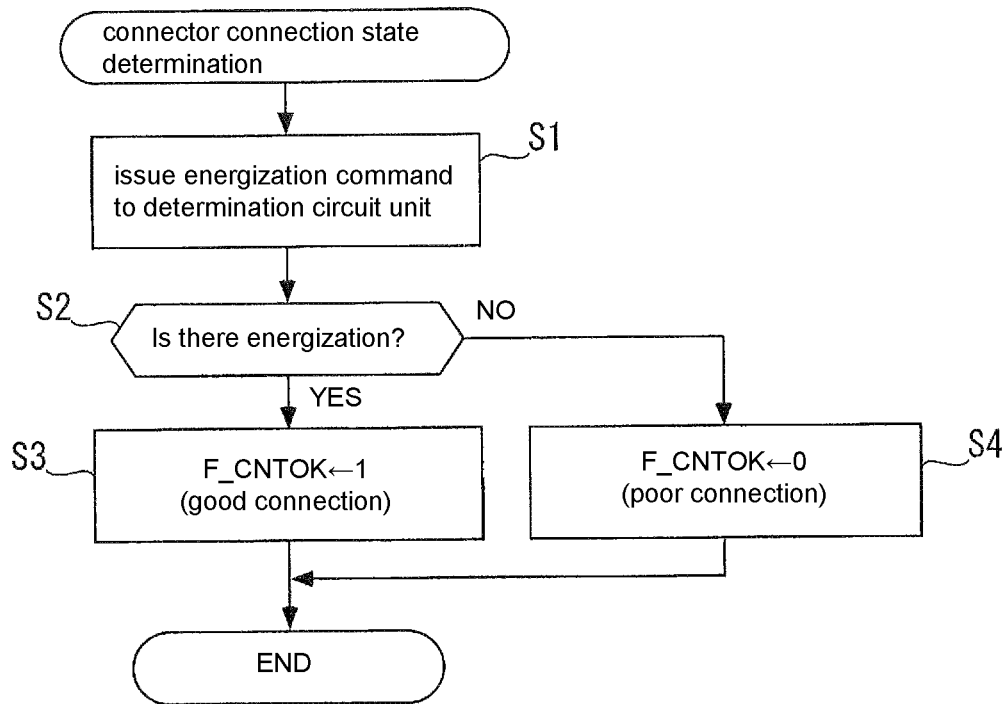 connector connection state
determination
S1
issue energization command
to determination circuit unit
S2
Is there energization?
NO
YES
S3
F_CNTOK←1
(good connection)
S4
F_CNTOK←0
(poor connection)
END